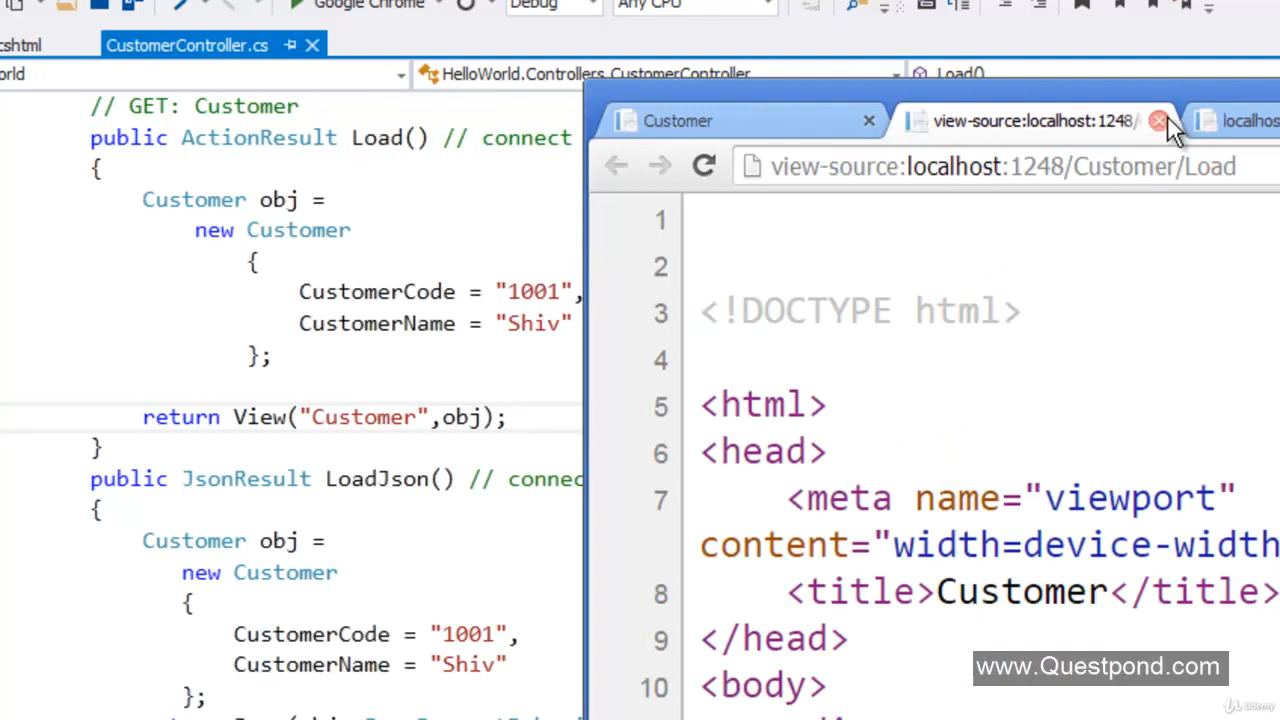 Google Chrome
Debug
Any CPU
cshtml
CustomerController.cs
orld
HelloWorld.Controllers.CustomerController
Load()
// GET: Customer
public ActionResult Load() // connect
{
Customer obj =
new Customer
{
CustomerCode = "1001",
CustomerName = "Shiv"
};
return View("Customer",obj);
}
public JsonResult LoadJson() // connec
{
Customer obj =
new Customer
{
CustomerCode = "1001",
CustomerName = "Shiv"
};
Customer
view-source:localhost:1248/
localhos
view-source:localhost:1248/Customer/Load
1
2
3 <!DOCTYPE html>
4
5 <html>
6 <head>
7 <meta name="viewport"
content="width=device-width
8 <title>Customer</title>
9 </head>
10 <body>
www.Questpond.com
Udemy